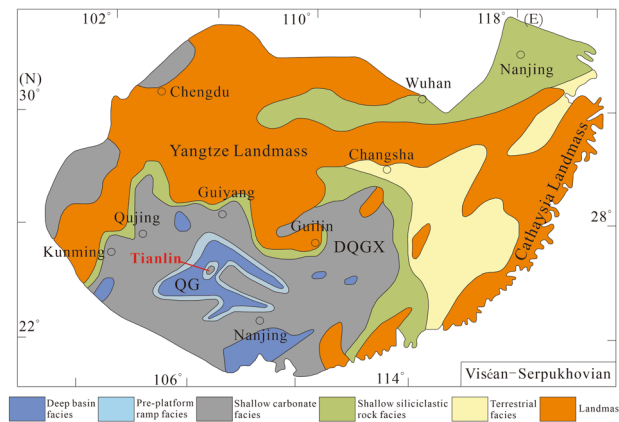 102°
110°
118°
(E)
(N)
30°
28°
22°
106°
110°
114°
Nanjing
Wuhan
Chengdu
Yangtze Landmass
Changsha
Cathaysia Landmass
Guiyang
Qujing
Guilin
DQGX
Kunming
Tianlin
QG
Nanjing
Viséan-Serpukhovian
Deep basin
facies
Pre-platform
ramp facies
Shallow carbonate
facies
Shallow siliciclastic
rock facies
Terrestrial
facies
Landmas